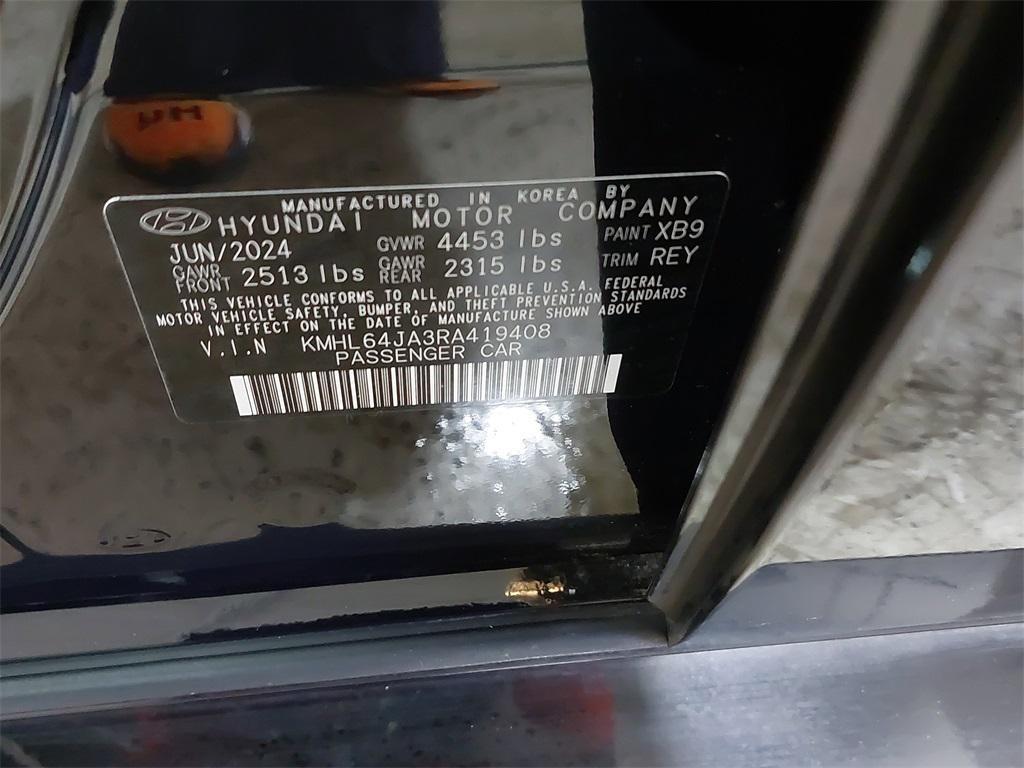 MANUFACTURED IN KOREA BY
HYUNDAI MOTOR COMPANY
JUN/2024 GVWR 4453 lbs PAINT XB9
GAWR FRONT 2513 lbs GAWR REAR 2315 lbs TRIM REY
THIS VEHICLE CONFORMS TO ALL APPLICABLE U.S.A. FEDERAL
MOTOR VEHICLE SAFETY, BUMPER, AND THEFT PREVENTION STANDARDS
IN EFFECT ON THE DATE OF MANUFACTURE SHOWN ABOVE
V.I.N KMHL64JA3RA419408
PASSENGER CAR